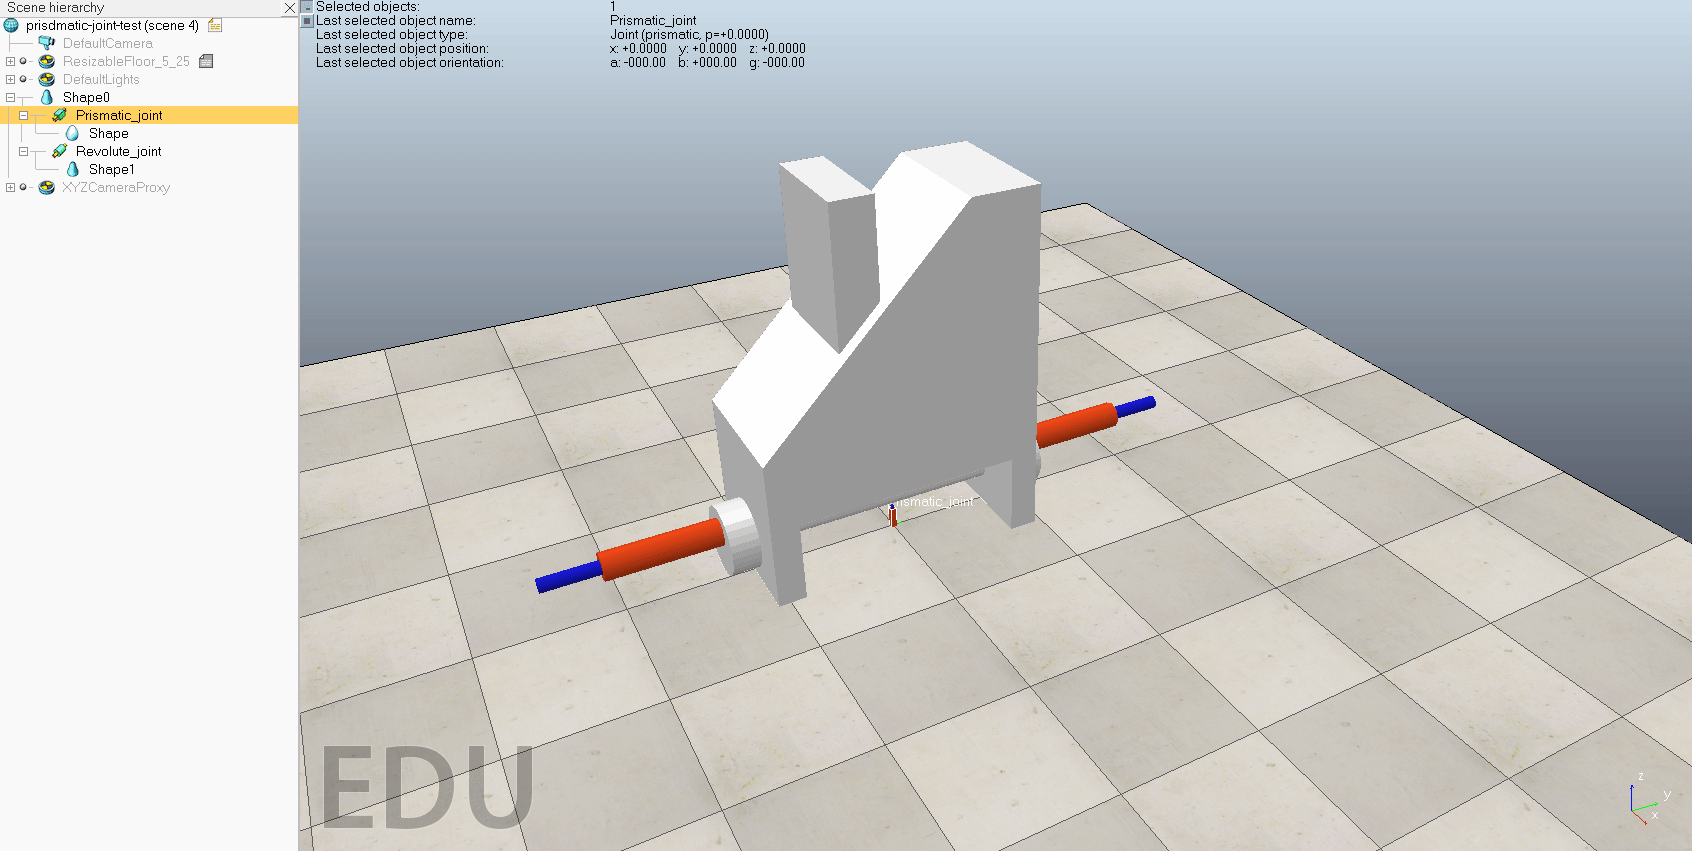 Scene hierarchy
prisdmatic-joint-test (scene 4)
DefaultCamera
ResizableFloor_5_25
DefaultLights
Shape0
Prismatic_joint
Shape
Revolute_joint
Shape1
XYZCameraProxy
Selected objects: 1
Last selected object name: Prismatic_joint
Last selected object type: Joint (prismatic, p=+0.0000)
Last selected object position: x: +0.0000 y: +0.0000 z: +0.0000
Last selected object orientation: a: -000.00 b: +000.00 g: -000.00
rismatic_joint
EDU
z
y
x